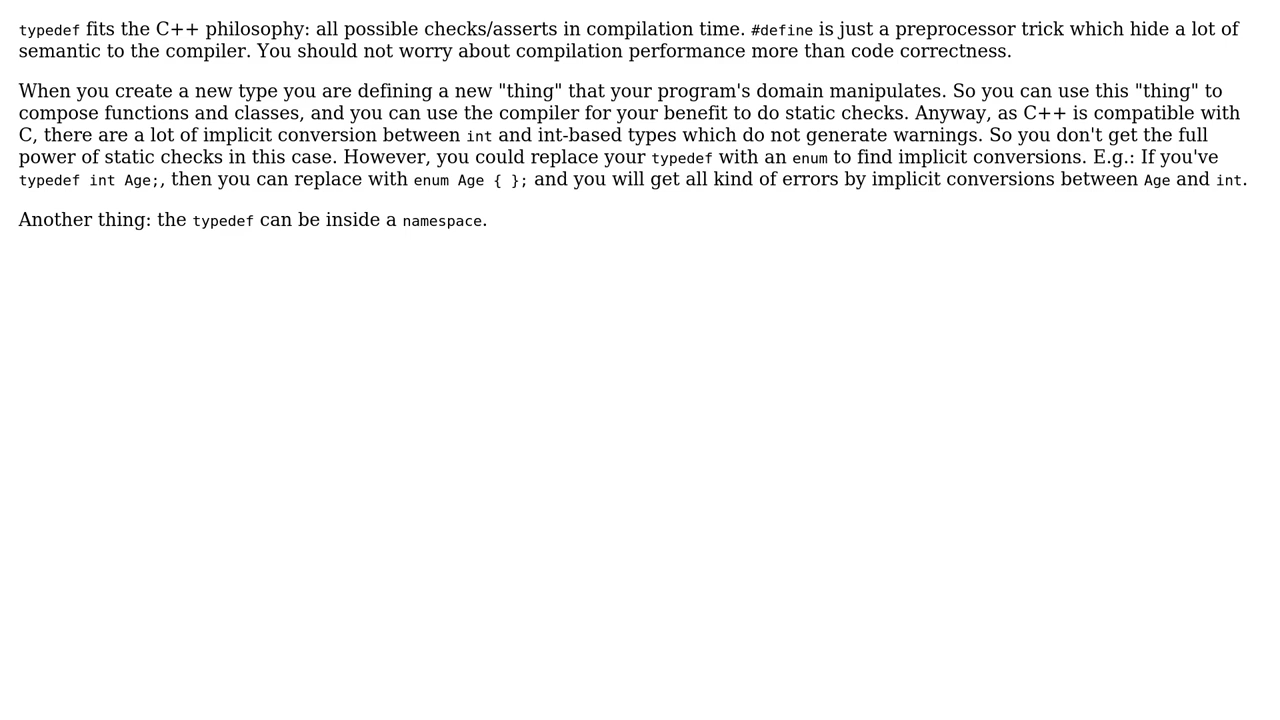 typedef fits the C++ philosophy: all possible checks/asserts in compilation time. #define is just a preprocessor trick which hide a lot of
semantic to the compiler. You should not worry about compilation performance more than code correctness.
When you create a new type you are defining a new "thing" that your program's domain manipulates. So you can use this "thing" to
compose functions and classes, and you can use the compiler for your benefit to do static checks. Anyway, as C++ is compatible with
C, there are a lot of implicit conversion between int and int-based types which do not generate warnings. So you don't get the full
power of static checks in this case. However, you could replace your typedef with an enum to find implicit conversions. E.g.: If you've
typedef int Age;, then you can replace with enum Age { }; and you will get all kind of errors by implicit conversions between Age and int.
Another thing: the typedef can be inside a namespace.